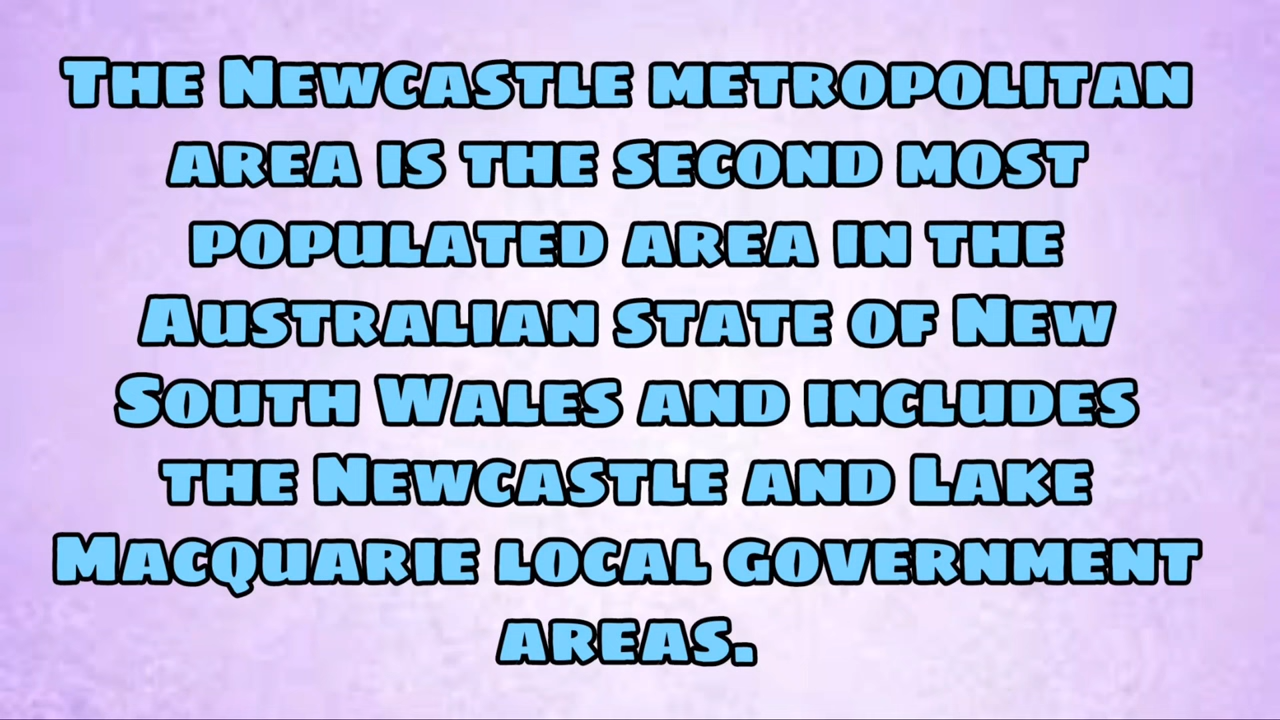 The Newcastle metropolitan
area is the second most
populated area in the
Australian state of New
South Wales and includes
the Newcastle and Lake
Macquarie local government
areas.